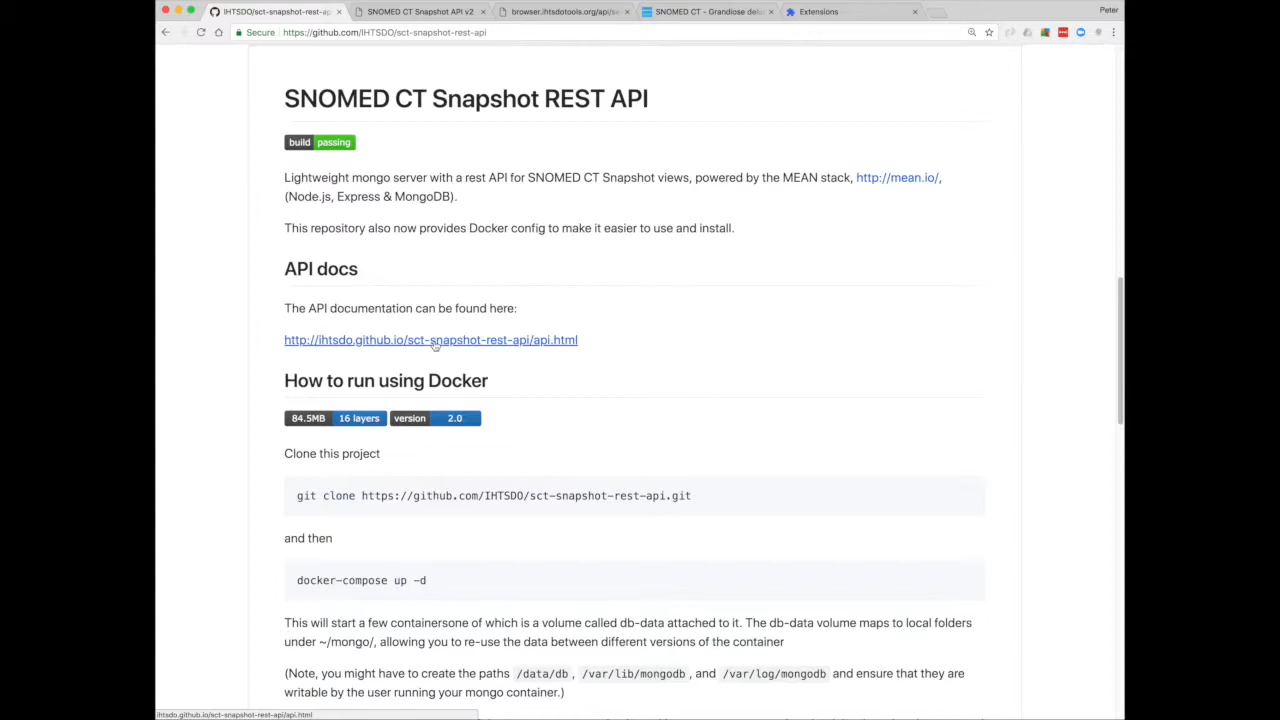 IHTSDO/sct-snapshot-rest-api
SNOMED CT Snapshot API v2
browser.ihtsdotools.org/api/s
SNOMED CT - Grandiose delu
Extensions
Peter
Secure https://github.com/IHTSDO/sct-snapshot-rest-api
SNOMED CT Snapshot REST API
build passing
Lightweight mongo server with a rest API for SNOMED CT Snapshot views, powered by the MEAN stack, http://mean.io/,
(Node.js, Express & MongoDB).
This repository also now provides Docker config to make it easier to use and install.
API docs
The API documentation can be found here:
http://ihtsdo.github.io/sct-snapshot-rest-api/api.html
How to run using Docker
84.5MB 16 layers version 2.0
Clone this project
git clone https://github.com/IHTSDO/sct-snapshot-rest-api.git
and then
docker-compose up -d
This will start a few containersone of which is a volume called db-data attached to it. The db-data volume maps to local folders
under ~/mongo/, allowing you to re-use the data between different versions of the container
(Note, you might have to create the paths /data/db, /var/lib/mongodb, and /var/log/mongodb and ensure that they are
writable by the user running your mongo container.)
ihtsdo.github.io/sct-snapshot-rest-api/api.html